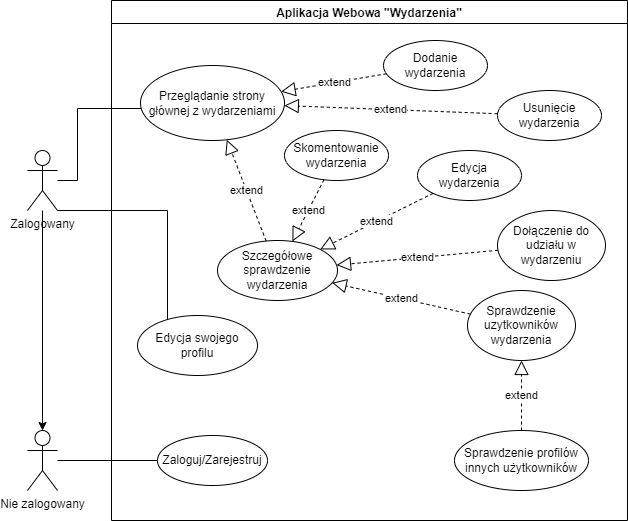 Aplikacja Webowa "Wydarzenia"
Dodanie
wydarzenia
Przeglądanie strony
głównej z wydarzeniami
extend
extend
Usunięcie
wydarzenia
Skomentowanie
wydarzenia
Edycja
wydarzenia
extend
extend
extend
Zalogowany
Dołączenie do
udziału w
wydarzeniu
Szczegółowe
sprawdzenie
wydarzenia
extend
extend
Sprawdzenie
uzytkowników
wydarzenia
Edycja swojego
profilu
extend
Zaloguj/Zarejestruj
Sprawdzenie profilów
innych użytkowników
Nie zalogowany